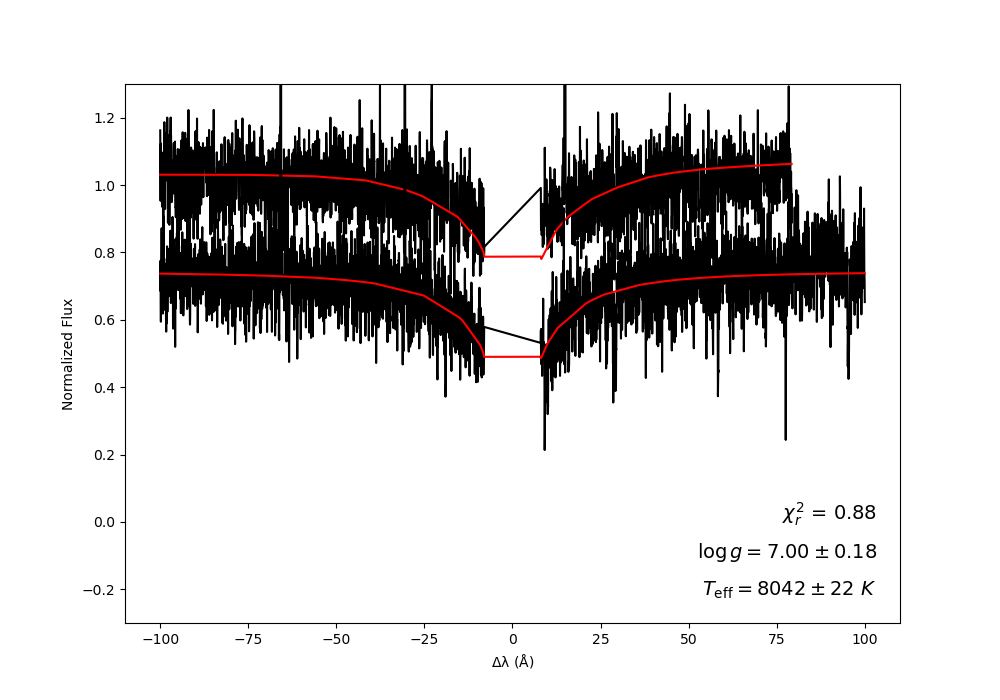 Normalized Flux
1.2
1.0
0.8
0.6
0.4
0.2
0.0
−0.2
χ²ᵣ = 0.88
log g = 7.00 ± 0.18
T_eff = 8042 ± 22 K
−100 −75 −50 −25 0 25 50 75 100
Δλ (Å)